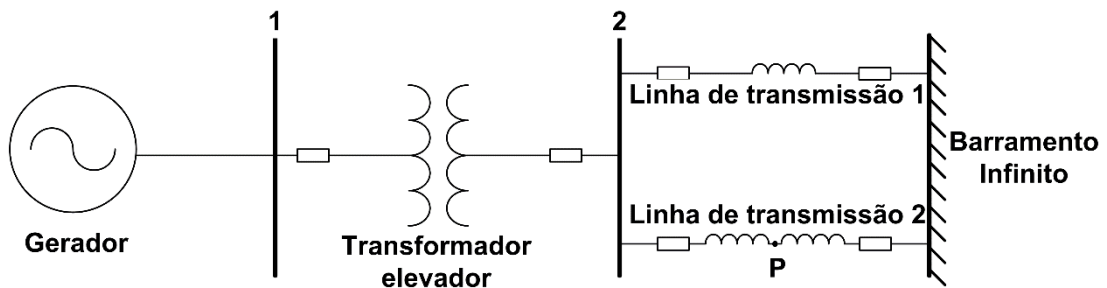 1
2
Linha de transmissão 1
Barramento
Infinito
Linha de transmissão 2
P
Gerador
Transformador
elevador